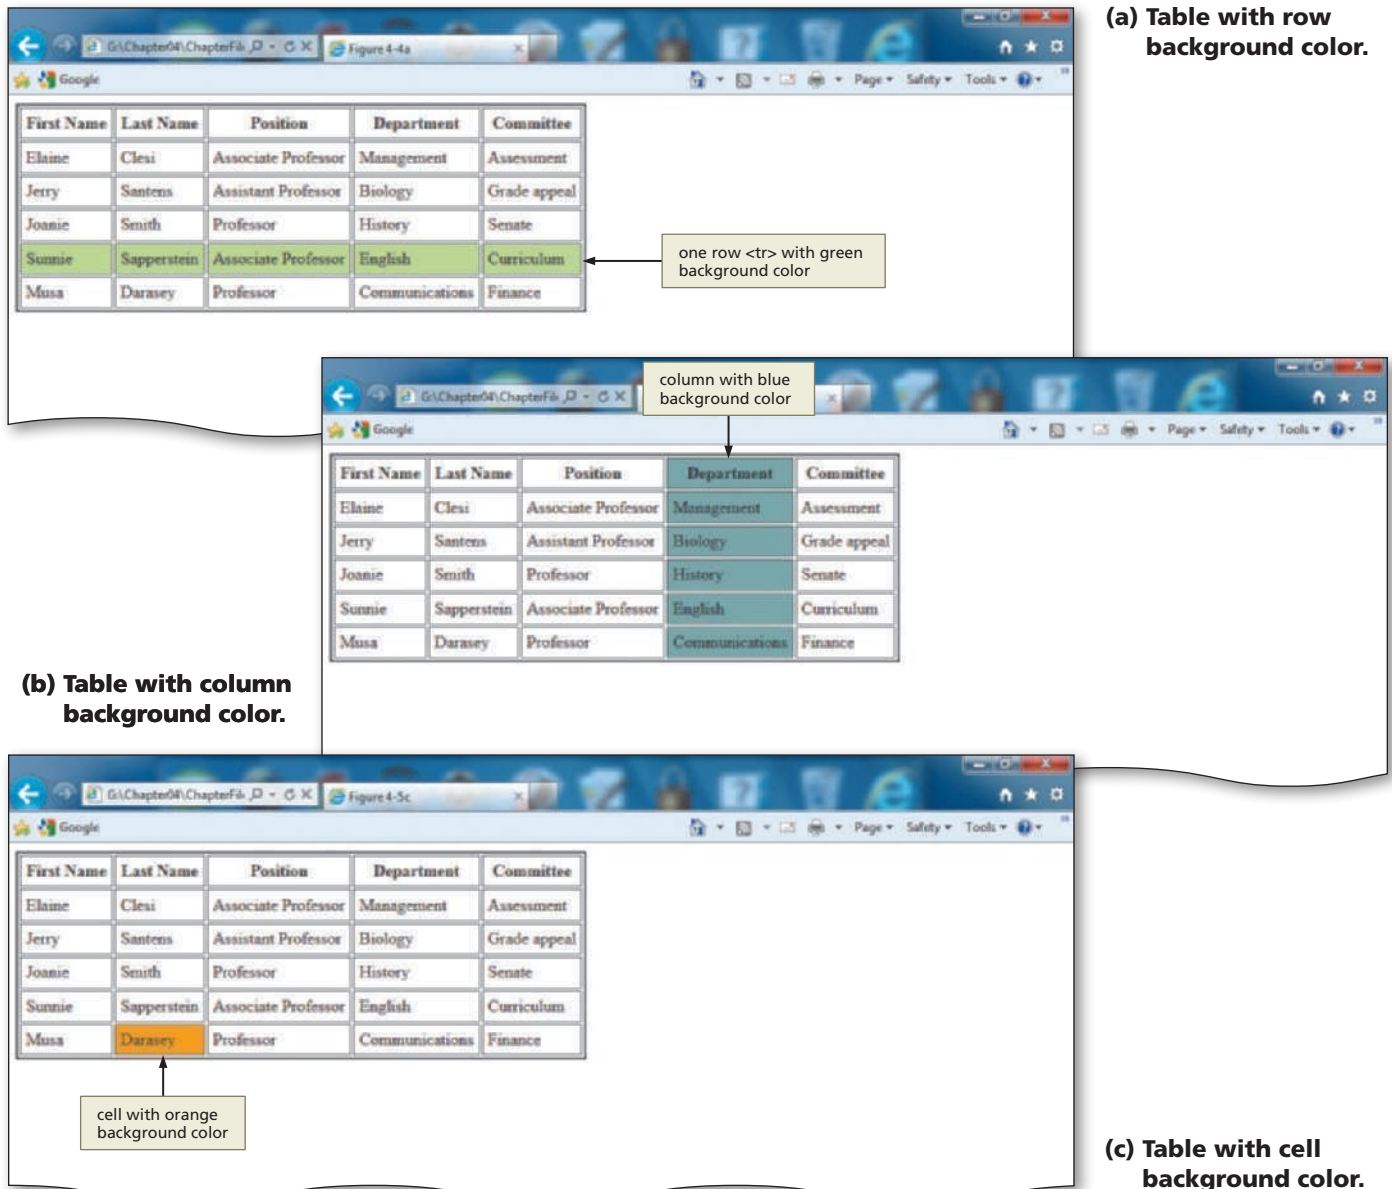 (a) Table with row
background color.
G:\Chapter04\ChapterFil
Figure 4-4a
Google
Page Safety Tools
First Name Last Name Position Department Committee
Elaine Clesi Associate Professor Management Assessment
Jerry Santens Assistant Professor Biology Grade appeal
Joanie Smith Professor History Senate
Sunnie Sapperstein Associate Professor English Curriculum
Musa Darasey Professor Communications Finance
one row <tr> with green
background color
column with blue
background color
G:\Chapter04\ChapterFil
Google
Page Safety Tools
First Name Last Name Position Department Committee
Elaine Clesi Associate Professor Management Assessment
Jerry Santens Assistant Professor Biology Grade appeal
Joanie Smith Professor History Senate
Sunnie Sapperstein Associate Professor English Curriculum
Musa Darasey Professor Communications Finance
(b) Table with column
background color.
G:\Chapter04\ChapterFil
Figure 4-5c
Google
Page Safety Tools
First Name Last Name Position Department Committee
Elaine Clesi Associate Professor Management Assessment
Jerry Santens Assistant Professor Biology Grade appeal
Joanie Smith Professor History Senate
Sunnie Sapperstein Associate Professor English Curriculum
Musa Darasey Professor Communications Finance
cell with orange
background color
(c) Table with cell
background color.